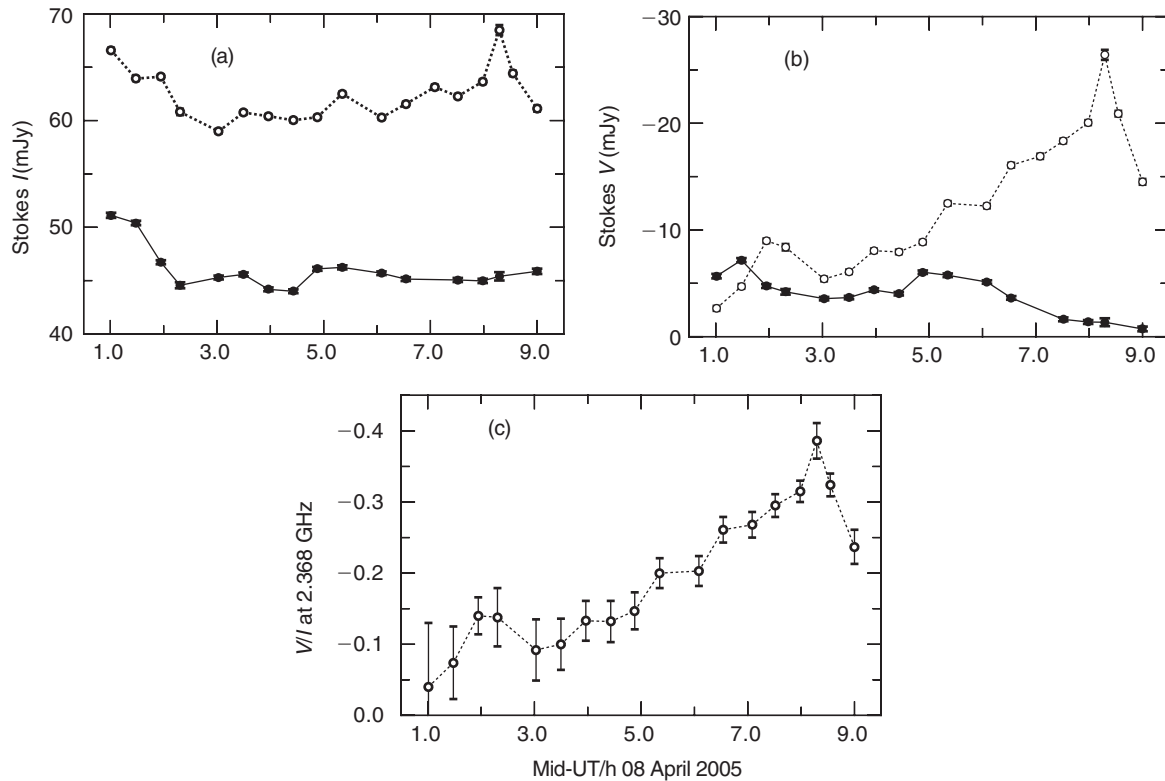 70
60
50
40
Stokes I (mJy)
(a)
1.0 3.0 5.0 7.0 9.0
−30
−20
−10
0
Stokes V (mJy)
(b)
1.0 3.0 5.0 7.0 9.0
−0.4
−0.3
−0.2
−0.1
0.0
V/I at 2.368 GHz
(c)
1.0 3.0 5.0 7.0 9.0
Mid-UT/h 08 April 2005